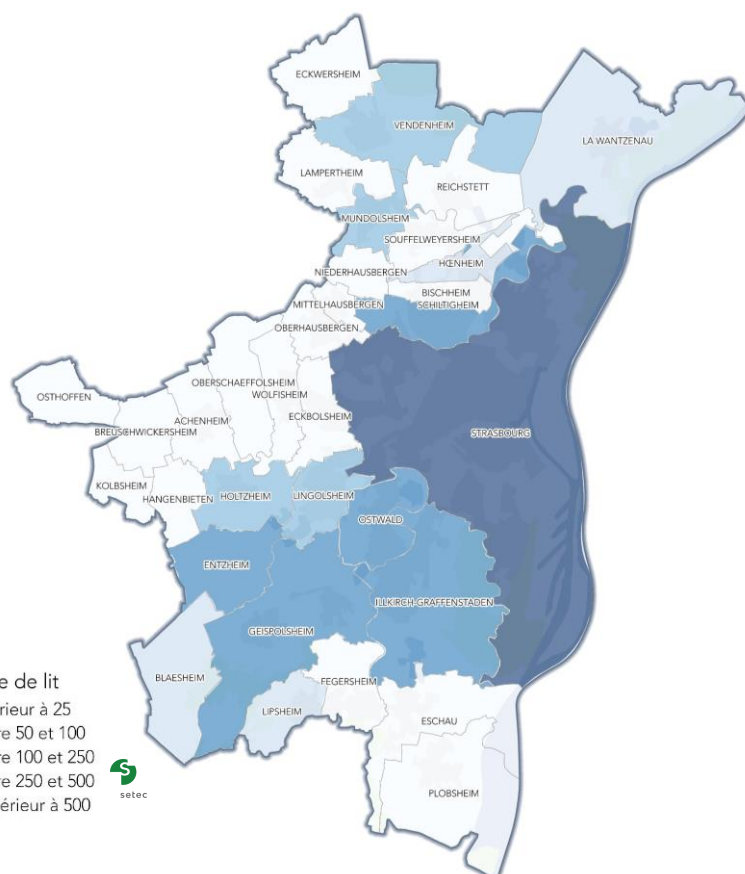 ECKWERSHEIM
VENDENHEIM
LA WANTZENAU
LAMPERTHEIM
REICHSTETT
MUNDOLSHEIM
SOUFFELWEYERSHEIM
HŒNHEIM
NIEDERHAUSBERGEN
BISCHHEIM
MITTELHAUSBERGEN
SCHILTIGHEIM
OBERHAUSBERGEN
OBERSCHAEFFOLSHEIM
WOLFISHEIM
OSTHOFFEN
ECKBOLSHEIM
ACHENHEIM
BREUSCHWICKERSHEIM
STRASBOURG
KOLBSHEIM
HANGENBIETEN
HOLTZHEIM
LINGOLSHEIM
OSTWALD
ENTZHEIM
ILLKIRCH-GRAFFENSTADEN
GEISPOLSHEIM
BLAESHEIM
FEGERSHEIM
LIPSHEIM
ESCHAU
PLOBSHEIM
e de lit
rieur à 25
re 50 et 100
re 100 et 250
re 250 et 500
érieur à 500
setec